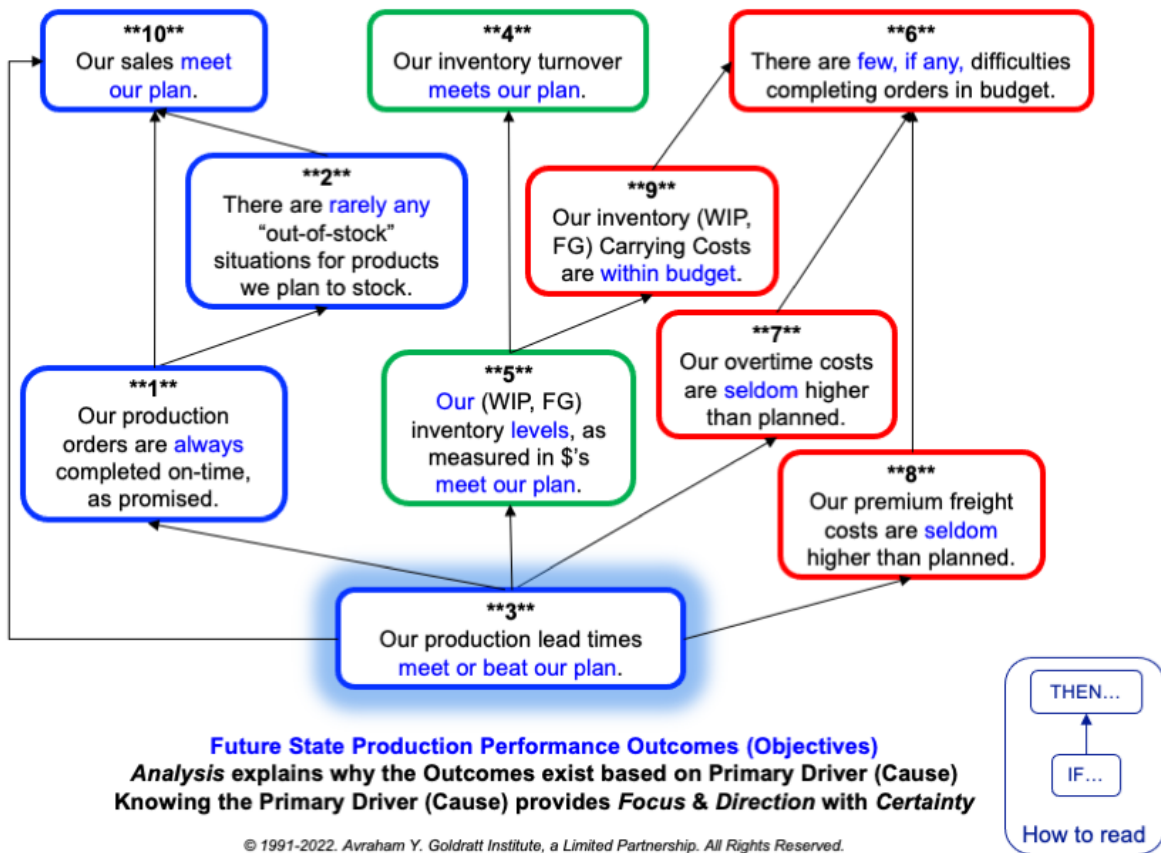 **10**
Our sales meet
our plan.
**4**
Our inventory turnover
meets our plan.
**6**
There are few, if any, difficulties
completing orders in budget.
**2**
There are rarely any
“out-of-stock”
situations for products
we plan to stock.
**9**
Our inventory (WIP,
FG) Carrying Costs
are within budget.
**7**
Our overtime costs
are seldom higher
than planned.
**1**
Our production
orders are always
completed on-time,
as promised.
**5**
Our (WIP, FG)
inventory levels, as
measured in $’s
meet our plan.
**8**
Our premium freight
costs are seldom
higher than planned.
**3**
Our production lead times
meet or beat our plan.
THEN…
IF…
How to read
Future State Production Performance Outcomes (Objectives)
Analysis explains why the Outcomes exist based on Primary Driver (Cause)
Knowing the Primary Driver (Cause) provides Focus & Direction with Certainty
© 1991-2022. Avraham Y. Goldratt Institute, a Limited Partnership. All Rights Reserved.